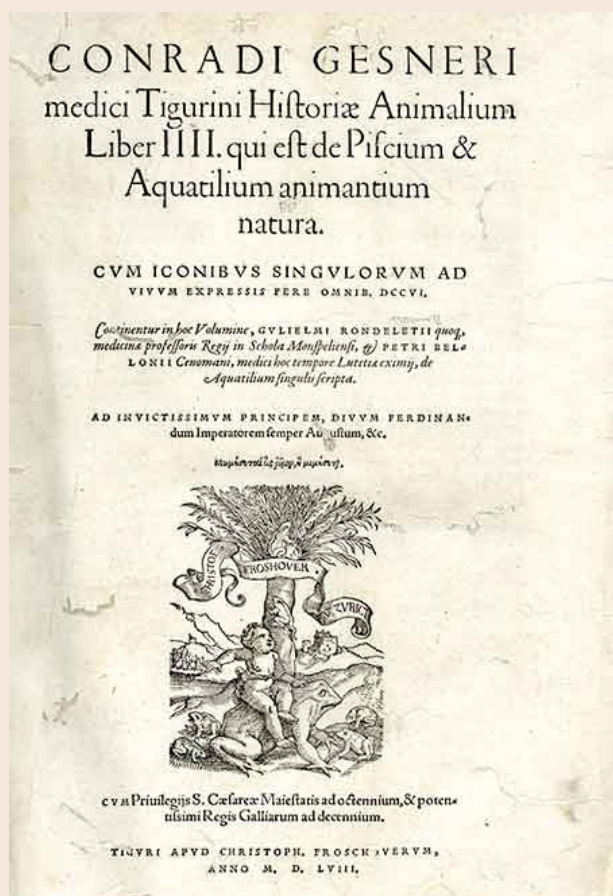 CONRADI GESNERI
medici Tigurini Hiſtoriæ Animalium
Liber IIII. qui eſt de Piſcium &
Aquatilium animantium
natura.
CVM ICONIBVS SINGVLORVM AD
VIVVM EXPRESSIS FERE OMNIB. DCCVI.
Continentur in hoc Volumine, GVLIELMI RONDELETII quoq,
medicinæ profeſſoris Regij in Schola Monſpelienſi, & PETRI BEL-
LONII Cenomani, medici hoc tempore Lutetiæ eximij, de
Aquatilium ſingulis ſcripta.
AD INVICTISSIMVM PRINCIPEM, DIVVM FERDINAN-
dum Imperatorem ſemper Auguſtum, &c.
FROSHOVER
ZVRICH
CVM Priuilegijs S. Cæſareæ Maieſtatis ad octennium, & poten-
tiſſimi Regis Galliarum ad decennium.
TIGVRI APVD CHRISTOPH. FROSCHOVERVM,
ANNO M. D. LVIII.